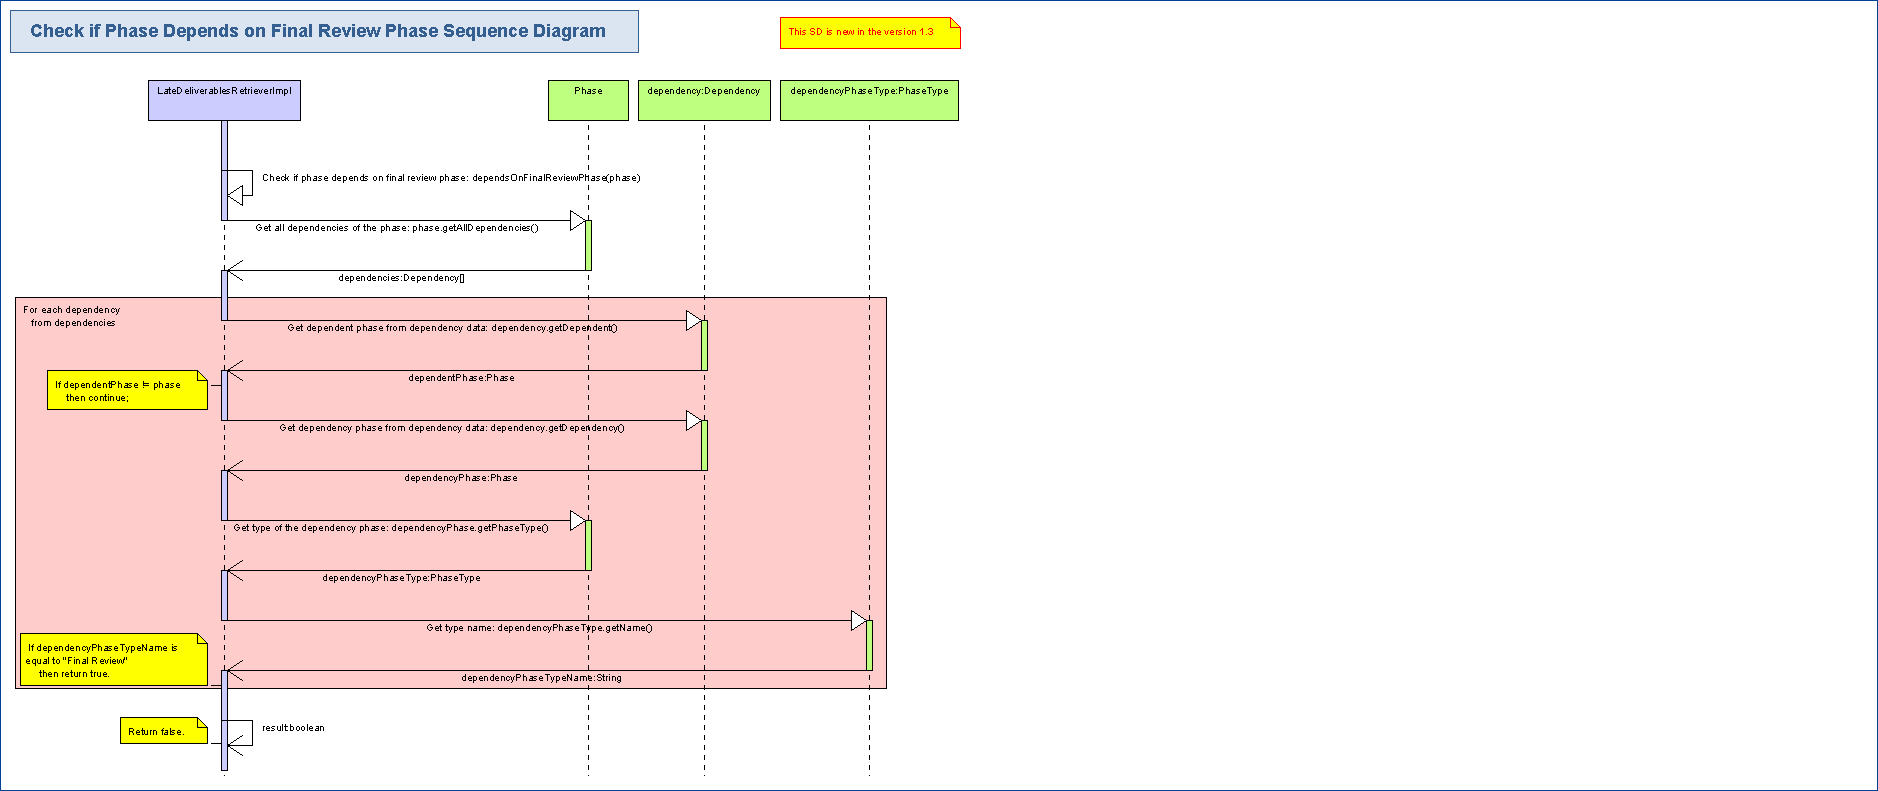 Check if Phase Depends on Final Review Phase Sequence Diagram
This SD is new in the version 1.3
LateDeliverablesRetrieverImpl
Phase
dependency:Dependency
dependencyPhaseType:PhaseType
Check if phase depends on final review phase: dependsOnFinalReviewPhase(phase)
Get all dependencies of the phase: phase.getAllDependencies()
dependencies:Dependency[]
For each dependency
from dependencies
Get dependent phase from dependency data: dependency.getDependent()
dependentPhase:Phase
If dependentPhase != phase
then continue;
Get dependency phase from dependency data: dependency.getDependency()
dependencyPhase:Phase
Get type of the dependency phase: dependencyPhase.getPhaseType()
dependencyPhaseType:PhaseType
Get type name: dependencyPhaseType.getName()
If dependencyPhaseTypeName is
equal to "Final Review"
then return true.
dependencyPhaseTypeName:String
Return false.
result:boolean